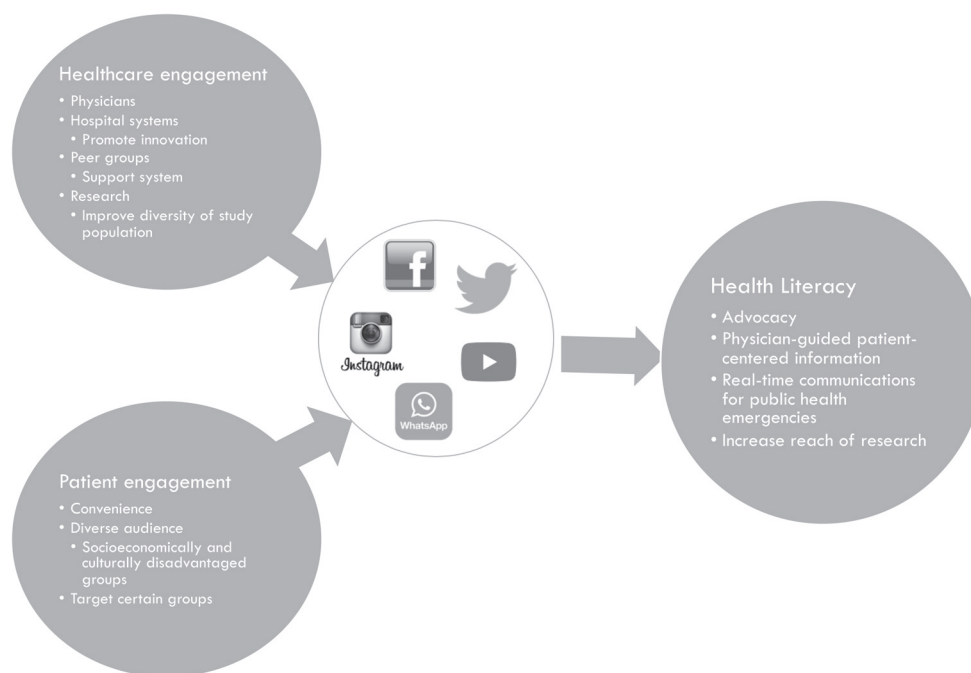 Healthcare engagement
• Physicians
• Hospital systems
• Promote innovation
• Peer groups
• Support system
• Research
• Improve diversity of study
population
f
Instagram
WhatsApp
Patient engagement
• Convenience
• Diverse audience
• Socioeconomically and
culturally disadvantaged
groups
• Target certain groups
Health Literacy
• Advocacy
• Physician-guided patient-
centered information
• Real-time communications
for public health
emergencies
• Increase reach of research